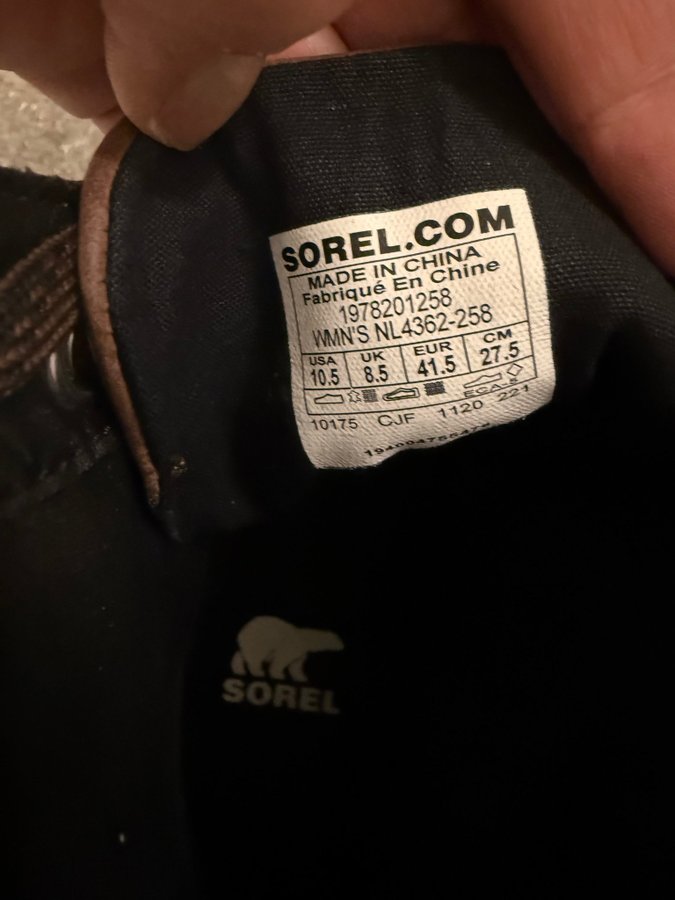 SOREL.COM
MADE IN CHINA
Fabriqué En Chine
1978201258
WMN'S NL4362-258
USA UK EUR CM
10.5 8.5 41.5 27.5
ECA-S
10175 CJF 1120 221
SOREL